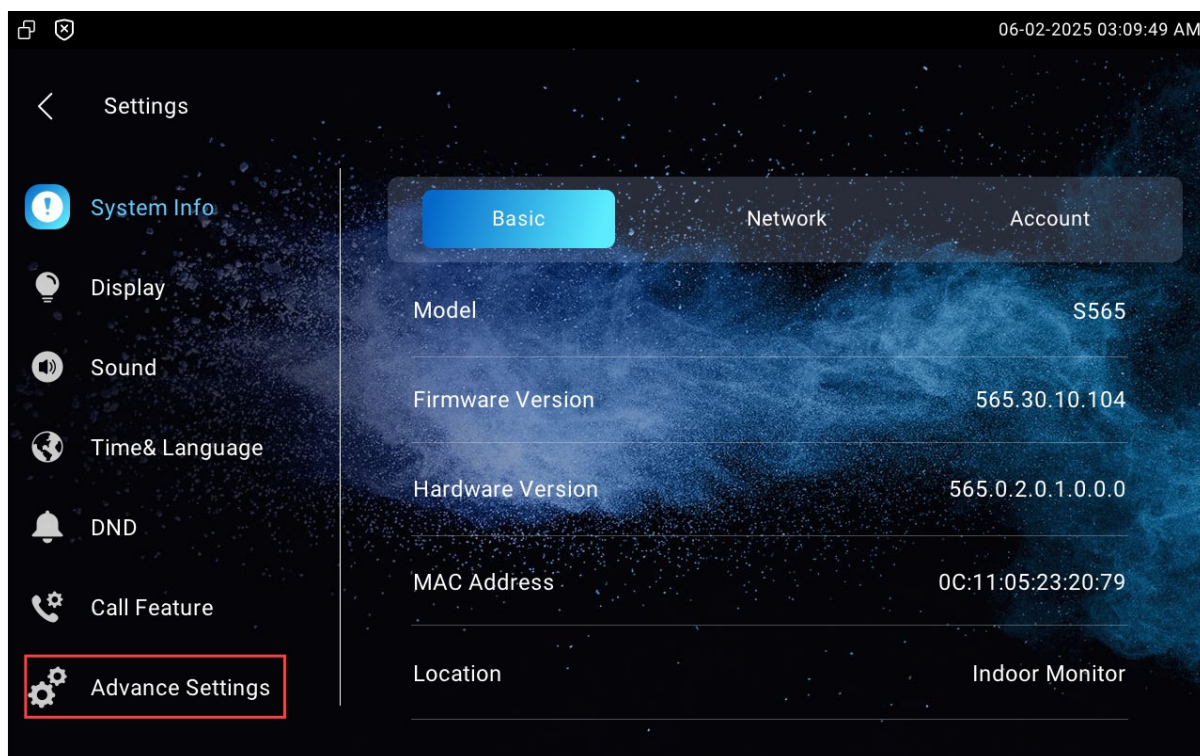 06-02-2025 03:09:49 AM
Settings
System Info
Display
Sound
Time& Language
DND
Call Feature
Advance Settings
Basic Network Account
Model S565
Firmware Version 565.30.10.104
Hardware Version 565.0.2.0.1.0.0.0
MAC Address 0C:11:05:23:20:79
Location Indoor Monitor